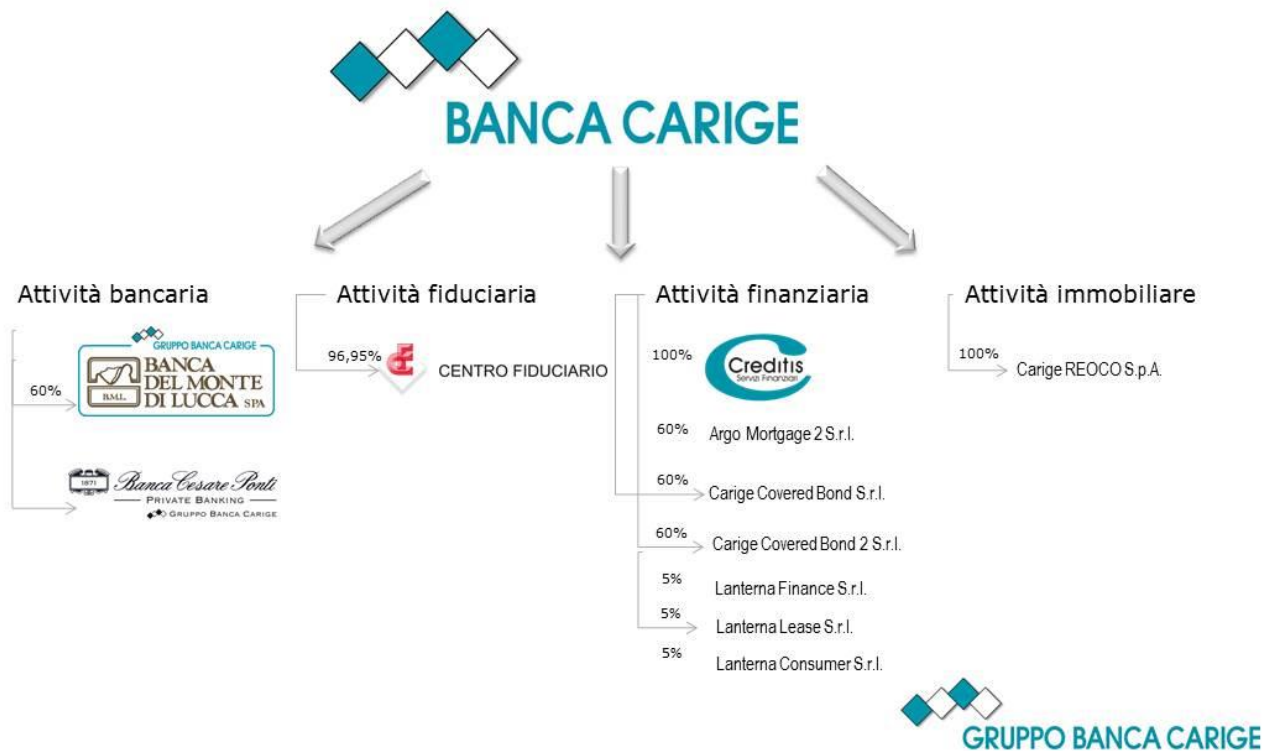 BANCA CARIGE
Attività bancaria
GRUPPO BANCA CARIGE
BANCA
DEL MONTE
DI LUCCA SPA
B.M.L.
60%
1871
Banca Cesare Ponti
PRIVATE BANKING
GRUPPO BANCA CARIGE
Attività fiduciaria
96,95%
CENTRO FIDUCIARIO
Attività finanziaria
100%
Creditis
Servizi Finanziari
60% Argo Mortgage 2 S.r.l.
60% Carige Covered Bond S.r.l.
60% Carige Covered Bond 2 S.r.l.
5% Lanterna Finance S.r.l.
5% Lanterna Lease S.r.l.
5% Lanterna Consumer S.r.l.
Attività immobiliare
100% Carige REOCO S.p.A.
GRUPPO BANCA CARIGE